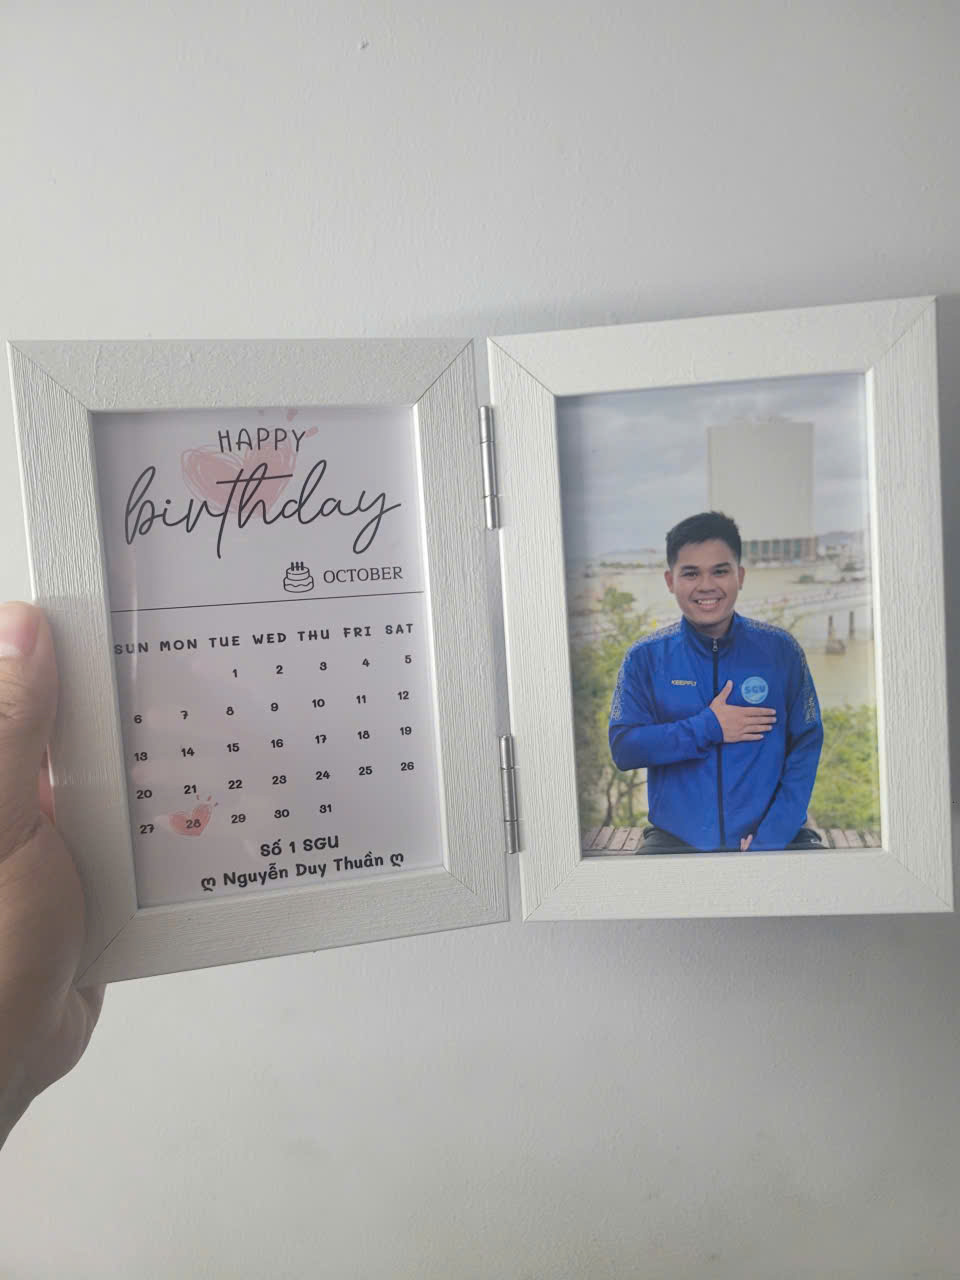 HAPPY
birthday
OCTOBER
SUN MON TUE WED THU FRI SAT
1 2 3 4 5
6 7 8 9 10 11 12
13 14 15 16 17 18 19
20 21 22 23 24 25 26
27 28 29 30 31
Số 1 SGU
ღ Nguyễn Duy Thuần ღ
KEEPFLY
SGU